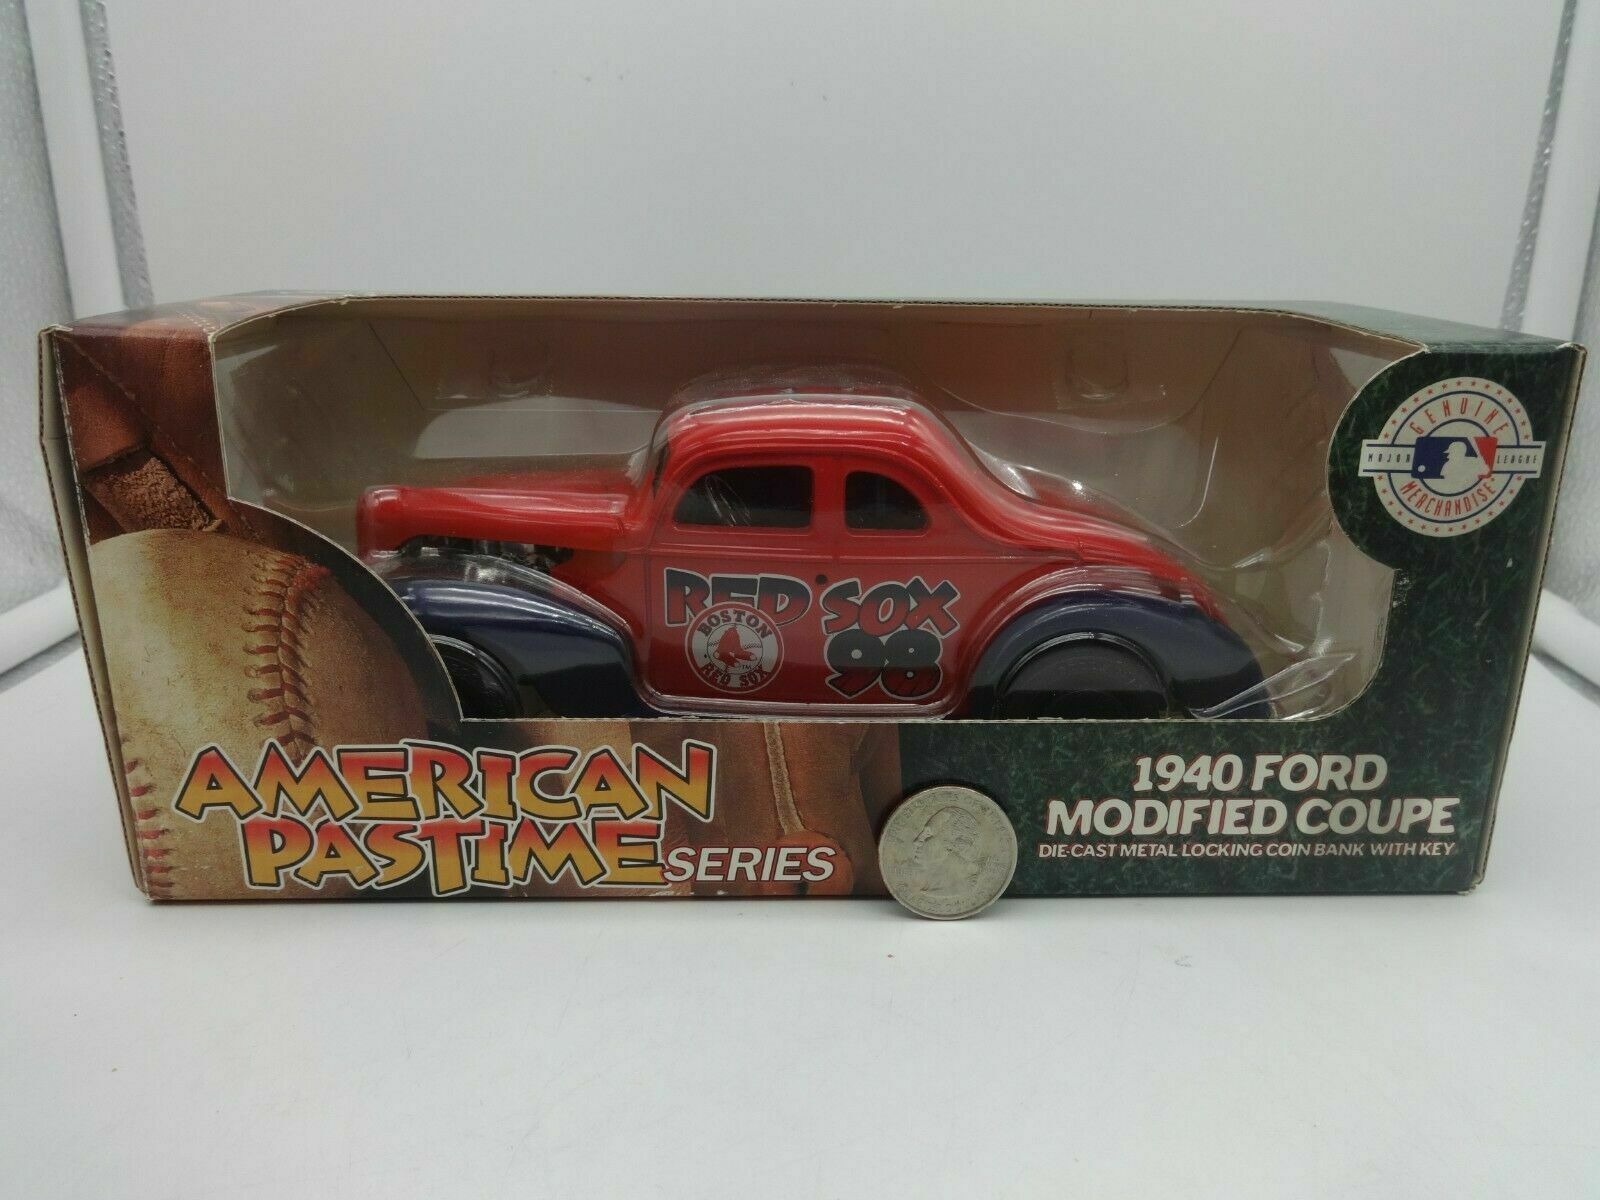 GENUINE
MAJOR LEAGUE
MERCHANDISE
RED SOX
98
BOSTON
RED SOX
TM
AMERICAN
PASTIME SERIES
1940 FORD
MODIFIED COUPE
DIE-CAST METAL LOCKING COIN BANK WITH KEY